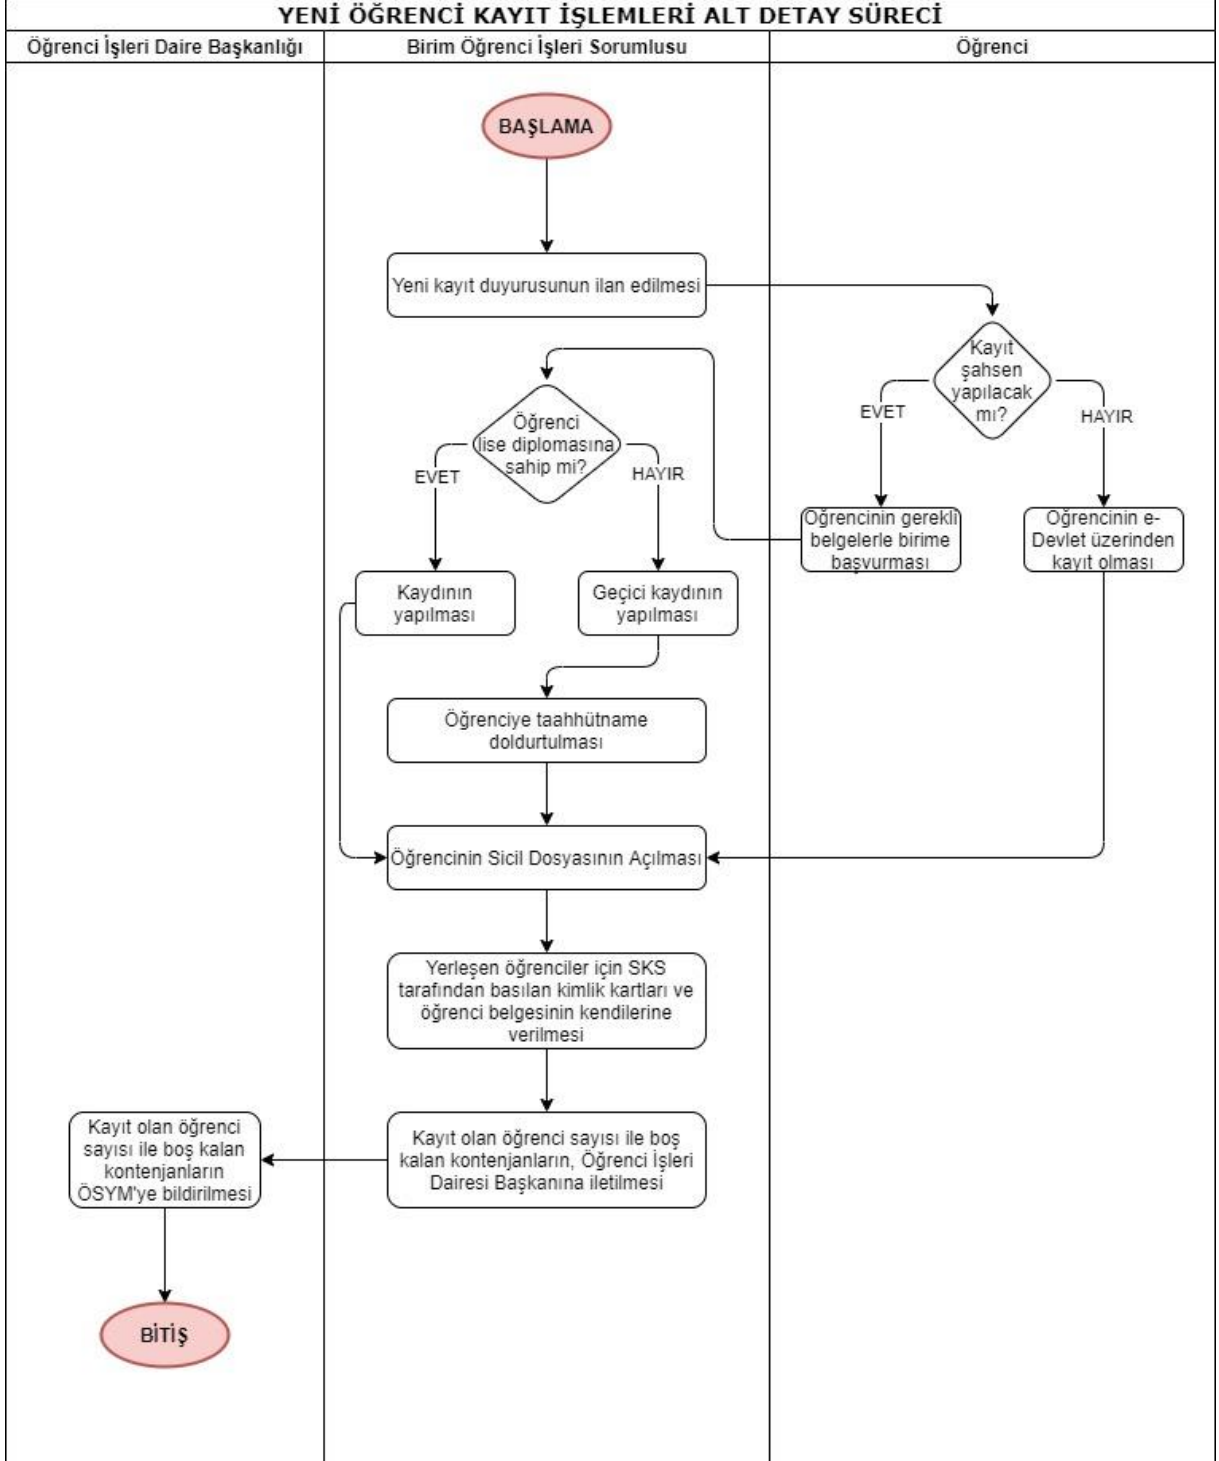 YENİ ÖĞRENCİ KAYIT İŞLEMLERİ ALT DETAY SÜRECİ
Öğrenci İşleri Daire Başkanlığı
Birim Öğrenci İşleri Sorumlusu
Öğrenci
BAŞLAMA
Yeni kayıt duyurusunun ilan edilmesi
Kayıt
şahsen
yapılacak
mı?
EVET
HAYIR
Öğrenci
lise diplomasına
sahip mi?
EVET
HAYIR
Öğrencinin gerekli
belgelerle birime
başvurması
Öğrencinin e-
Devlet üzerinden
kayıt olması
Kaydının
yapılması
Geçici kaydının
yapılması
Öğrenciye taahhütname
doldurtulması
Öğrencinin Sicil Dosyasının Açılması
Yerleşen öğrenciler için SKS
tarafından basılan kimlik kartları ve
öğrenci belgesinin kendilerine
verilmesi
Kayıt olan öğrenci sayısı ile boş
kalan kontenjanların, Öğrenci İşleri
Dairesi Başkanına iletilmesi
Kayıt olan öğrenci
sayısı ile boş kalan
kontenjanların
ÖSYM'ye bildirilmesi
BİTİŞ